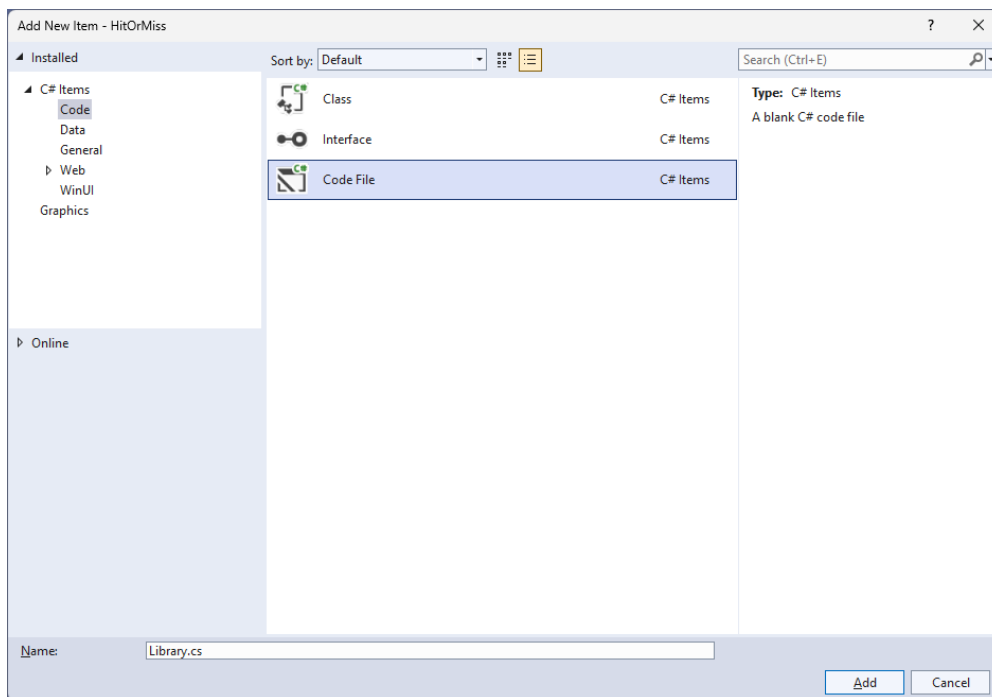 Add New Item - HitOrMiss
Installed
C# Items
Code
Data
General
Web
WinUI
Graphics
Online
Sort by: Default
Class C# Items
Interface C# Items
Code File C# Items
Search (Ctrl+E)
Type: C# Items
A blank C# code file
Name: Library.cs
Add Cancel